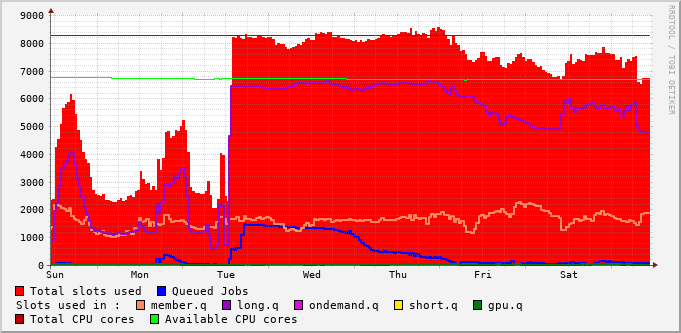 9000
8000
7000
6000
5000
4000
3000
2000
1000
0
Sun Mon Tue Wed Thu Fri Sat
RRDTOOL / TOBI OETIKER
Total slots used Queued Jobs
Slots used in : member.q long.q ondemand.q short.q gpu.q
Total CPU cores Available CPU cores